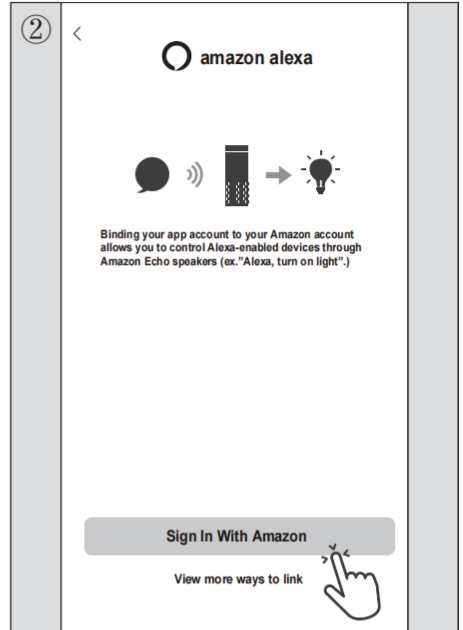 ②
amazon alexa
Binding your app account to your Amazon account
allows you to control Alexa-enabled devices through
Amazon Echo speakers (ex."Alexa, turn on light".)
Sign In With Amazon
View more ways to link